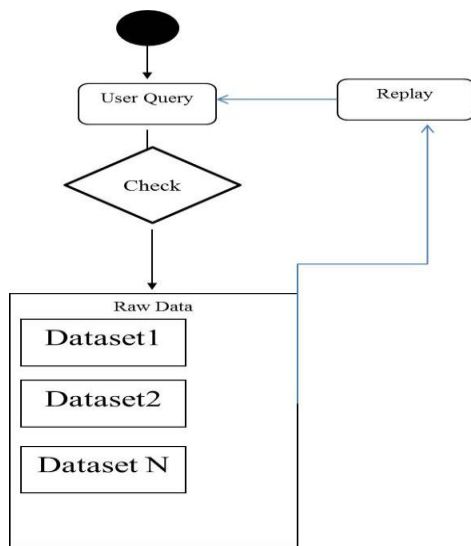 User Query
Replay
Check
Raw Data
Dataset1
Dataset2
Dataset N